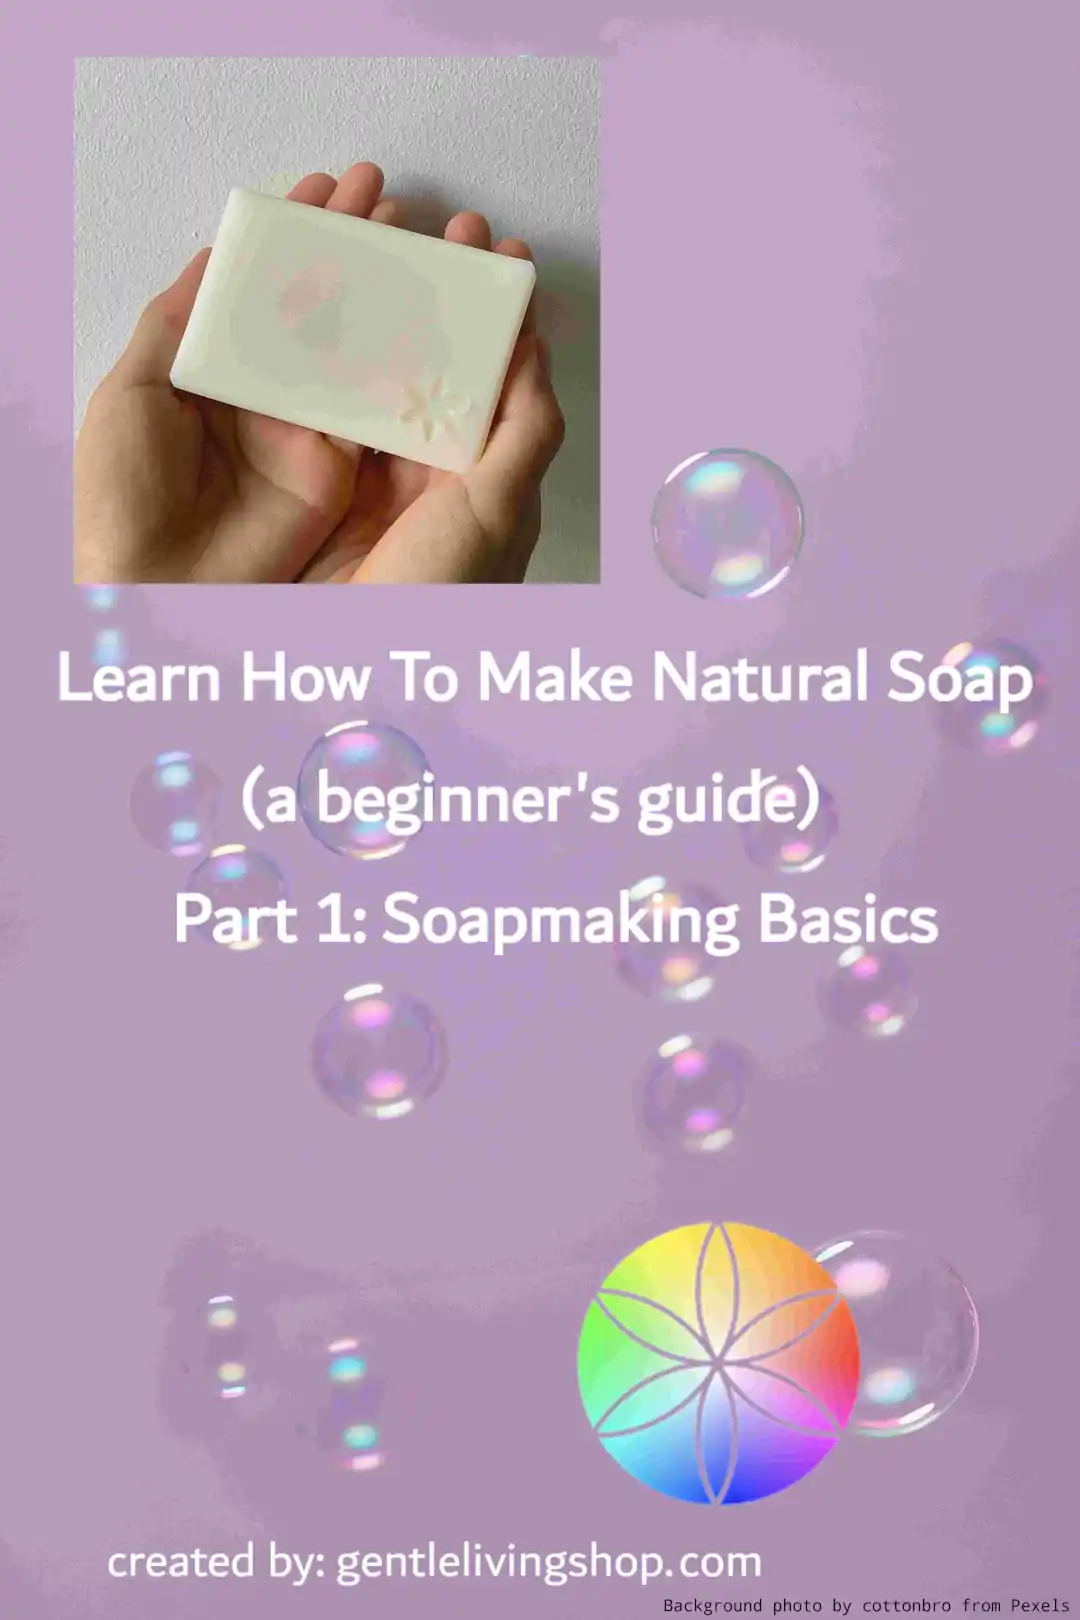 Learn How To Make Natural Soap
(a beginner's guide)
Part 1: Soapmaking Basics
created by: gentlelivingshop.com
Background photo by cottonbro from Pexels